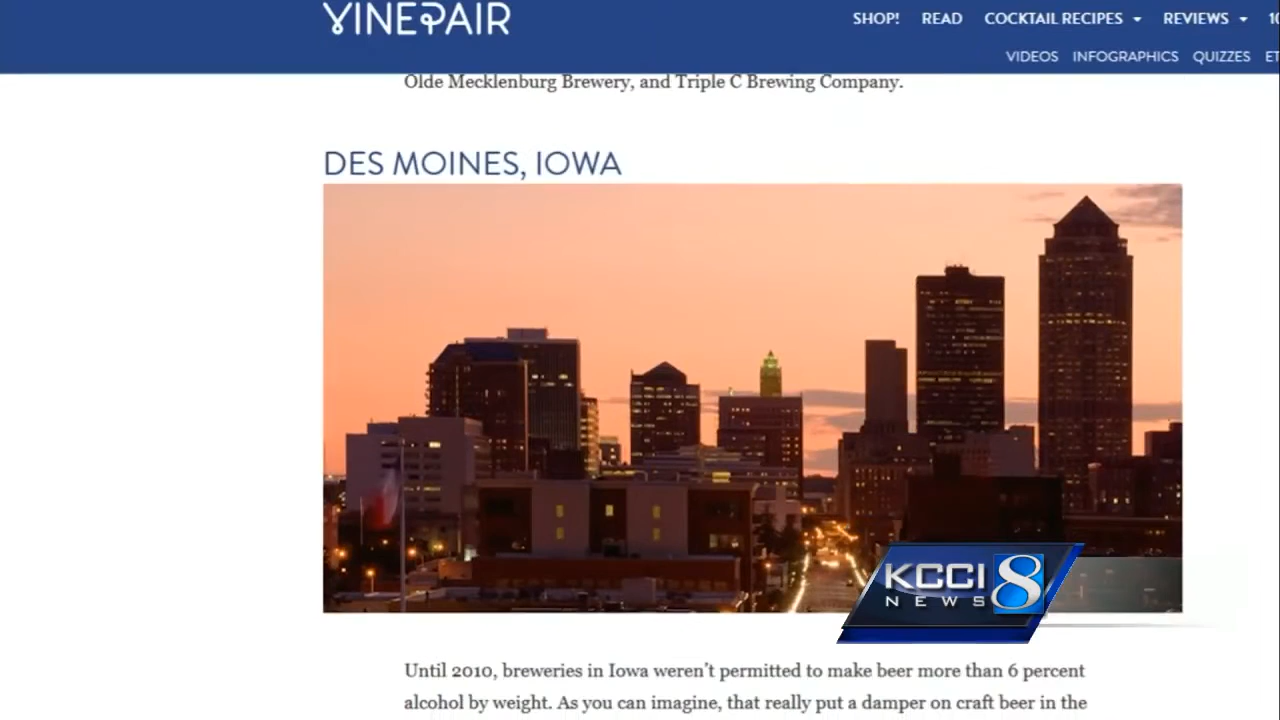 VINEPAIR
SHOP! READ COCKTAIL RECIPES REVIEWS 10
VIDEOS INFOGRAPHICS QUIZZES ET
Olde Mecklenburg Brewery, and Triple C Brewing Company.
DES MOINES, IOWA
KCCI 8
NEWS
Until 2010, breweries in Iowa weren't permitted to make beer more than 6 percent
alcohol by weight. As you can imagine, that really put a damper on craft beer in the